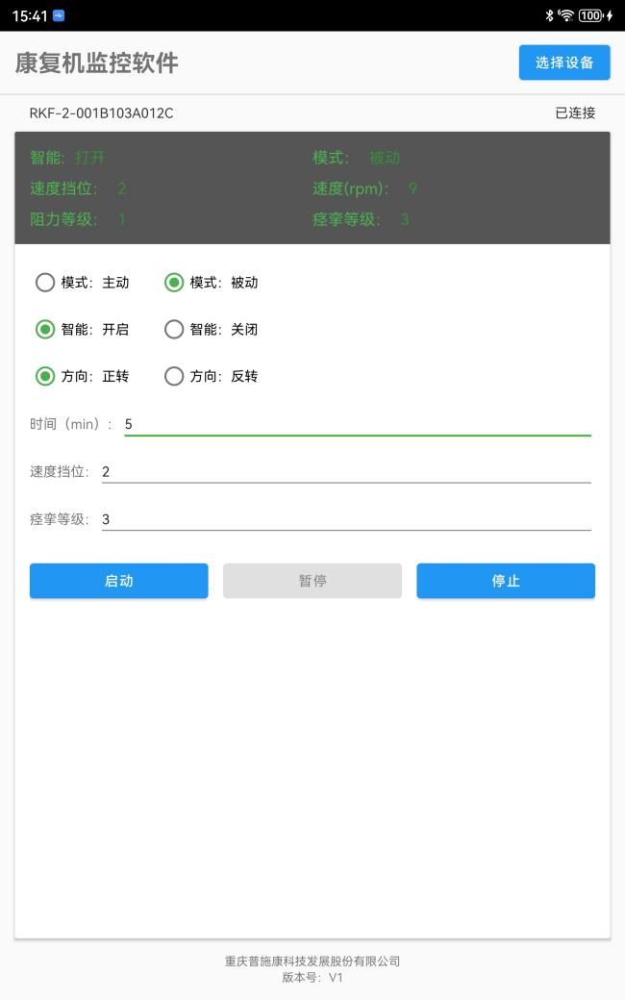 15:41 100
康复机监控软件 选择设备
RKF-2-001B103A012C 已连接
智能: 打开 模式: 被动
速度挡位: 2 速度(rpm): 9
阻力等级: 1 痉挛等级: 3
模式: 主动 模式: 被动
智能: 开启 智能: 关闭
方向: 正转 方向: 反转
时间（min）: 5
速度挡位: 2
痉挛等级: 3
启动 暂停 停止
重庆普施康科技发展股份有限公司
版本号: V1